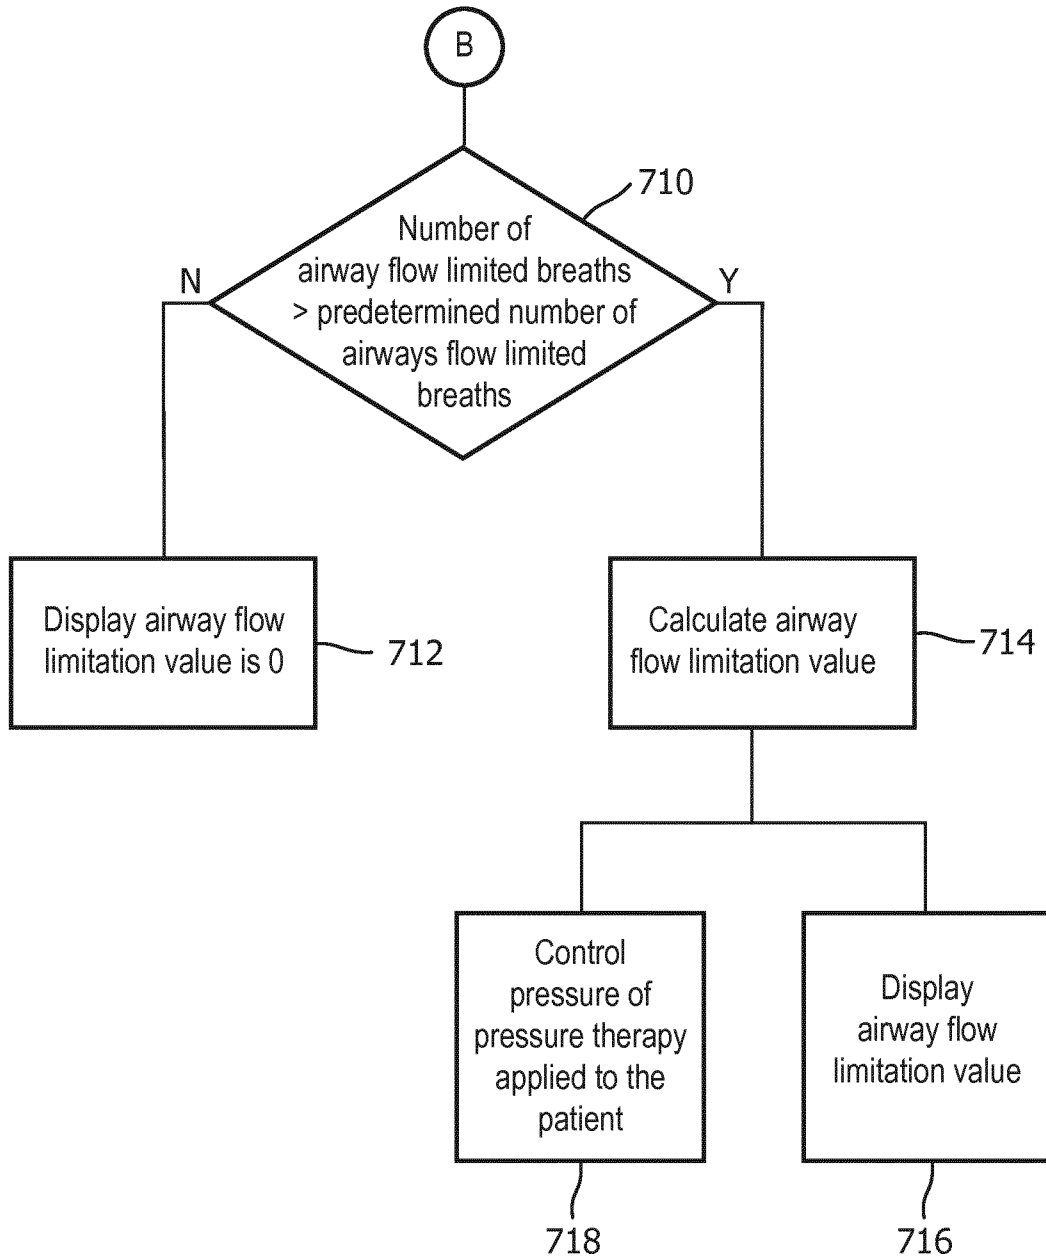 B
710
Number of
airway flow limited breaths
> predetermined number of
airways flow limited
breaths
N
Y
Display airway flow
limitation value is 0
712
Calculate airway
flow limitation value
714
Control
pressure of
pressure therapy
applied to the
patient
Display
airway flow
limitation value
718
716